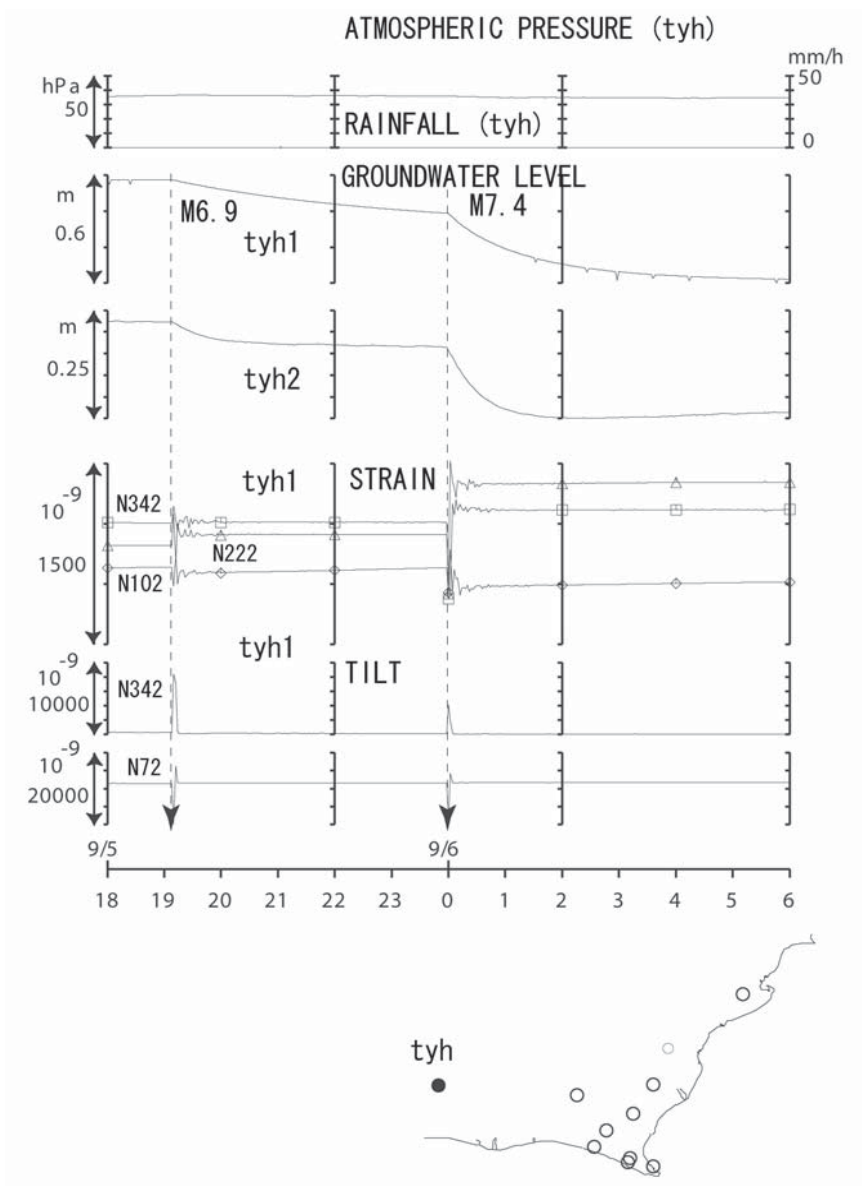 ATMOSPHERIC PRESSURE (tyh)
mm/h
hPa
50
50
RAINFALL (tyh)
0
GROUNDWATER LEVEL
m
0.6
M6.9
M7.4
tyh1
m
0.25
tyh2
tyh1
STRAIN
N342
10^-9
1500
N222
N102
tyh1
TILT
10^-9
N342
10000
10^-9
N72
20000
9/5
9/6
18 19 20 21 22 23 0 1 2 3 4 5 6
tyh